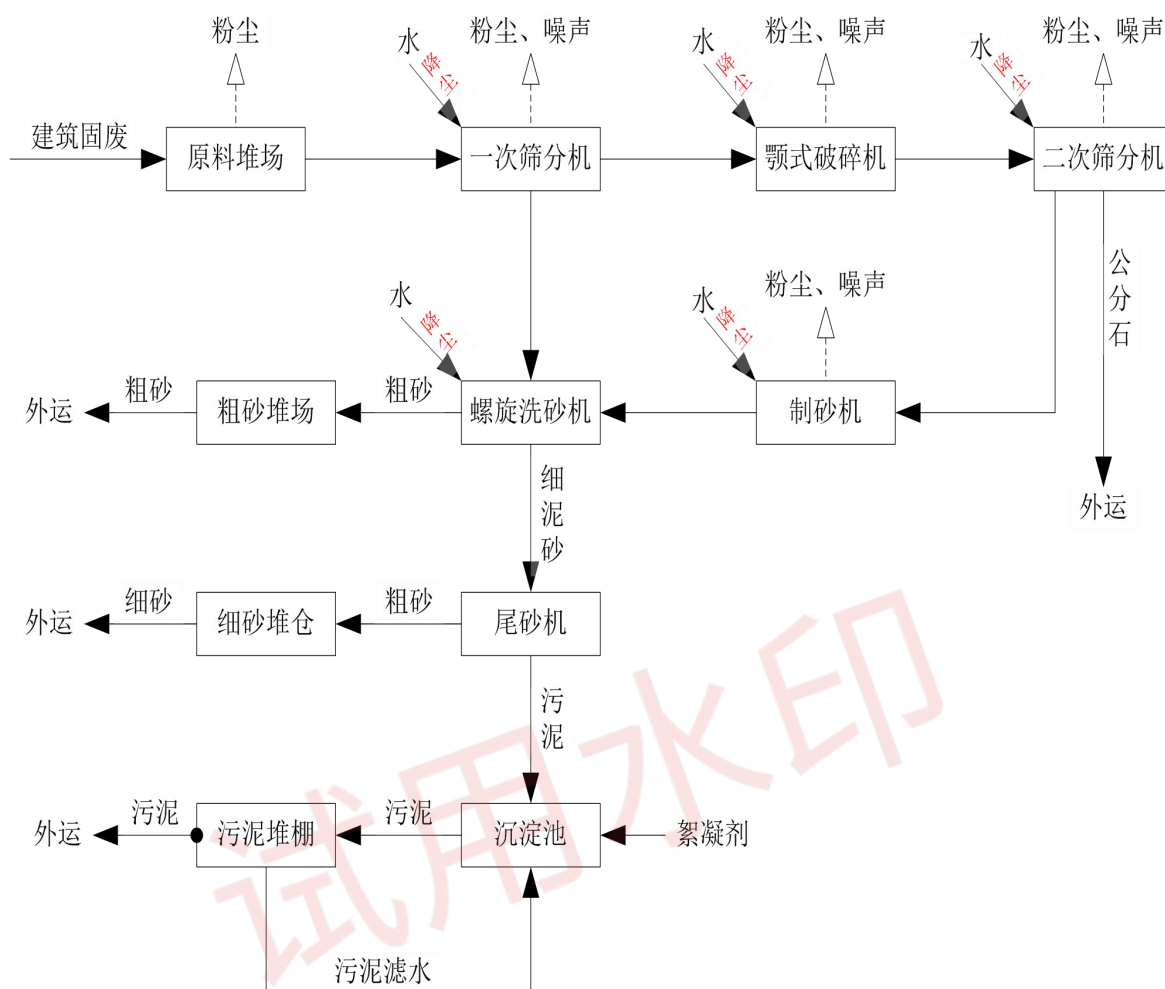 粉尘
水
降尘
粉尘、噪声
水
降尘
粉尘、噪声
水
降尘
粉尘、噪声
建筑固废
原料堆场
一次筛分机
颚式破碎机
二次筛分机
公分石
水
降尘
水
降尘
粉尘、噪声
外运
粗砂
粗砂堆场
粗砂
螺旋洗砂机
制砂机
细泥砂
外运
外运
细砂
细砂堆仓
粗砂
尾砂机
污泥
外运
污泥
污泥堆棚
污泥
沉淀池
絮凝剂
污泥滤水
试用水印